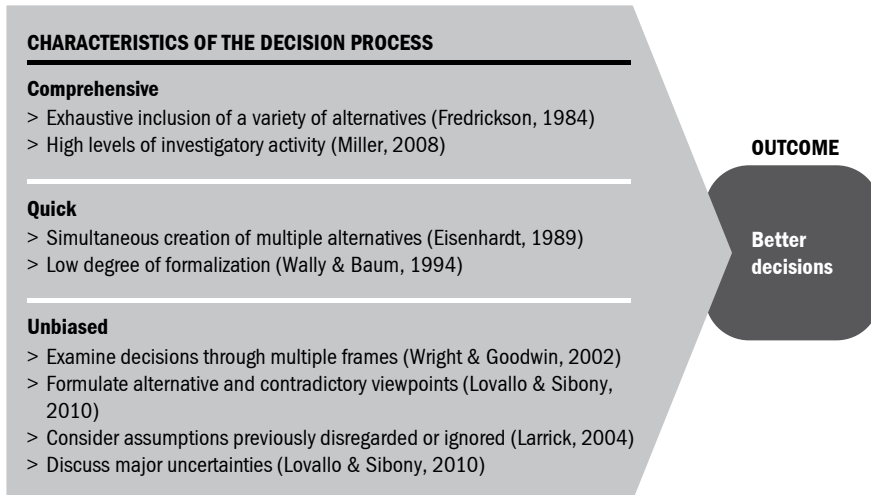 CHARACTERISTICS OF THE DECISION PROCESS
Comprehensive
> Exhaustive inclusion of a variety of alternatives (Fredrickson, 1984)
> High levels of investigatory activity (Miller, 2008)
Quick
> Simultaneous creation of multiple alternatives (Eisenhardt, 1989)
> Low degree of formalization (Wally & Baum, 1994)
Unbiased
> Examine decisions through multiple frames (Wright & Goodwin, 2002)
> Formulate alternative and contradictory viewpoints (Lovallo & Sibony,
2010)
> Consider assumptions previously disregarded or ignored (Larrick, 2004)
> Discuss major uncertainties (Lovallo & Sibony, 2010)
OUTCOME
Better
decisions